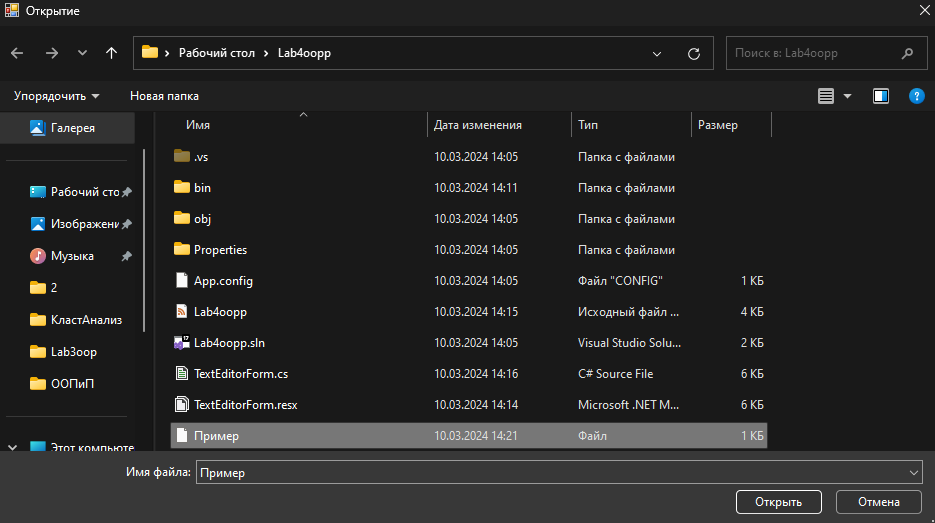 Открытие
Рабочий стол > Lab4oopp
Поиск в: Lab4oopp
Упорядочить Новая папка
Галерея
Рабочий сто
Изображени
Музыка
2
КластАнализ
Lab3oop
ООПиП
Этот компьюте
Имя Дата изменения Тип Размер
.vs 10.03.2024 14:05 Папка с файлами
bin 10.03.2024 14:11 Папка с файлами
obj 10.03.2024 14:05 Папка с файлами
Properties 10.03.2024 14:05 Папка с файлами
App.config 10.03.2024 14:05 Файл "CONFIG" 1 КБ
Lab4oopp 10.03.2024 14:15 Исходный файл ... 4 КБ
Lab4oopp.sln 10.03.2024 14:05 Visual Studio Solu... 2 КБ
TextEditorForm.cs 10.03.2024 14:16 C# Source File 6 КБ
TextEditorForm.resx 10.03.2024 14:14 Microsoft .NET M... 6 КБ
Пример 10.03.2024 14:21 Файл 1 КБ
Имя файла: Пример
Открыть Отмена